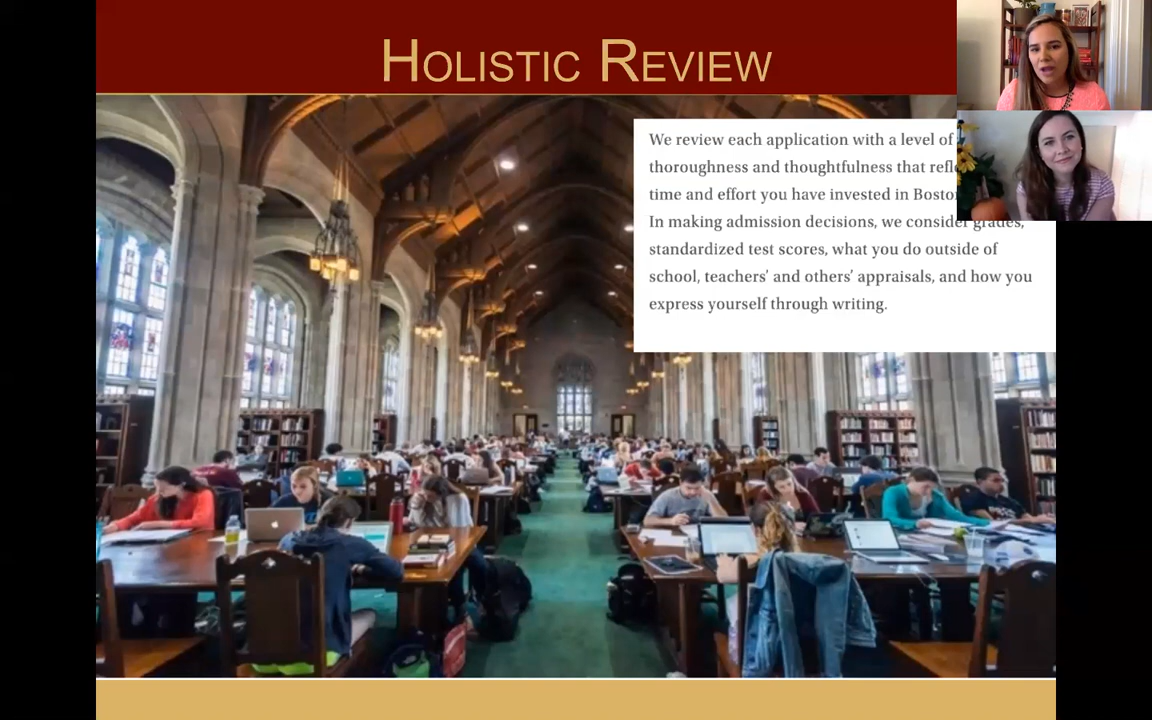 HOLISTIC REVIEW
We review each application with a level of
thoroughness and thoughtfulness that
time and effort you have invested in
In making admission decisions, we consider grades,
standardized test scores, what you do outside of
school, teachers’ and others’ appraisals, and how you
express yourself through writing.